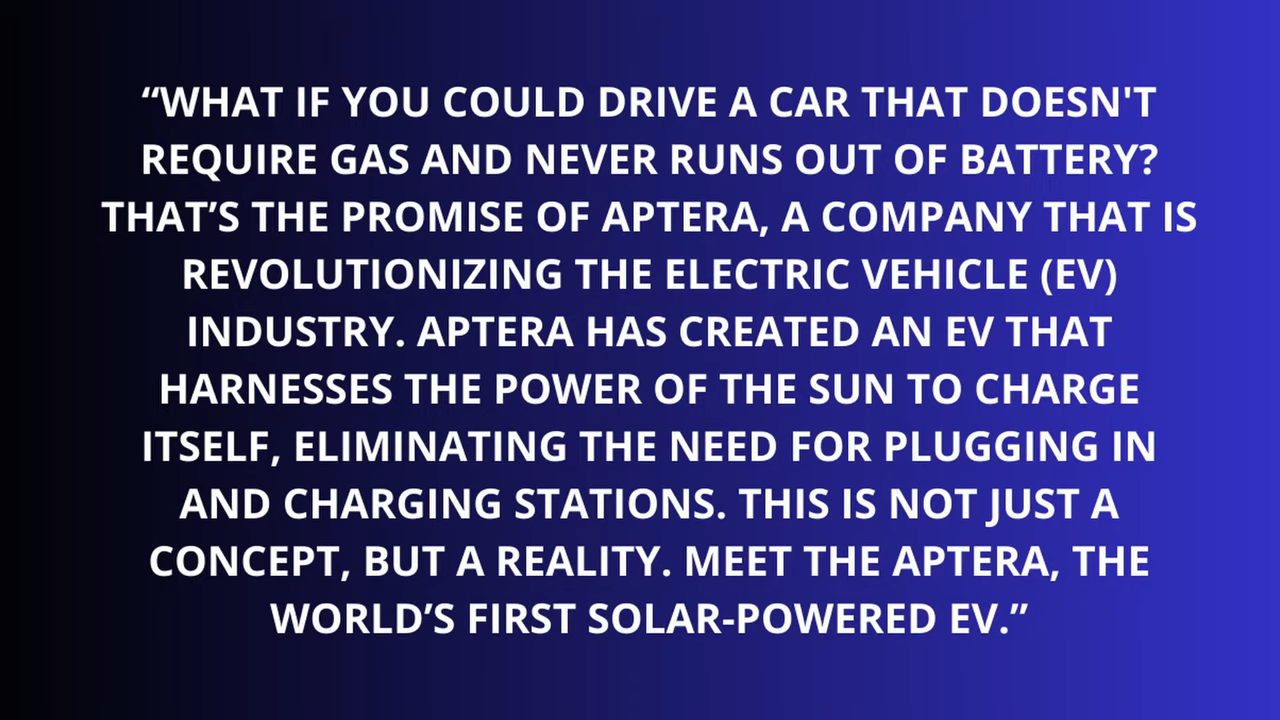 “WHAT IF YOU COULD DRIVE A CAR THAT DOESN'T
REQUIRE GAS AND NEVER RUNS OUT OF BATTERY?
THAT’S THE PROMISE OF APTERA, A COMPANY THAT IS
REVOLUTIONIZING THE ELECTRIC VEHICLE (EV)
INDUSTRY. APTERA HAS CREATED AN EV THAT
HARNESSES THE POWER OF THE SUN TO CHARGE
ITSELF, ELIMINATING THE NEED FOR PLUGGING IN
AND CHARGING STATIONS. THIS IS NOT JUST A
CONCEPT, BUT A REALITY. MEET THE APTERA, THE
WORLD’S FIRST SOLAR-POWERED EV.”